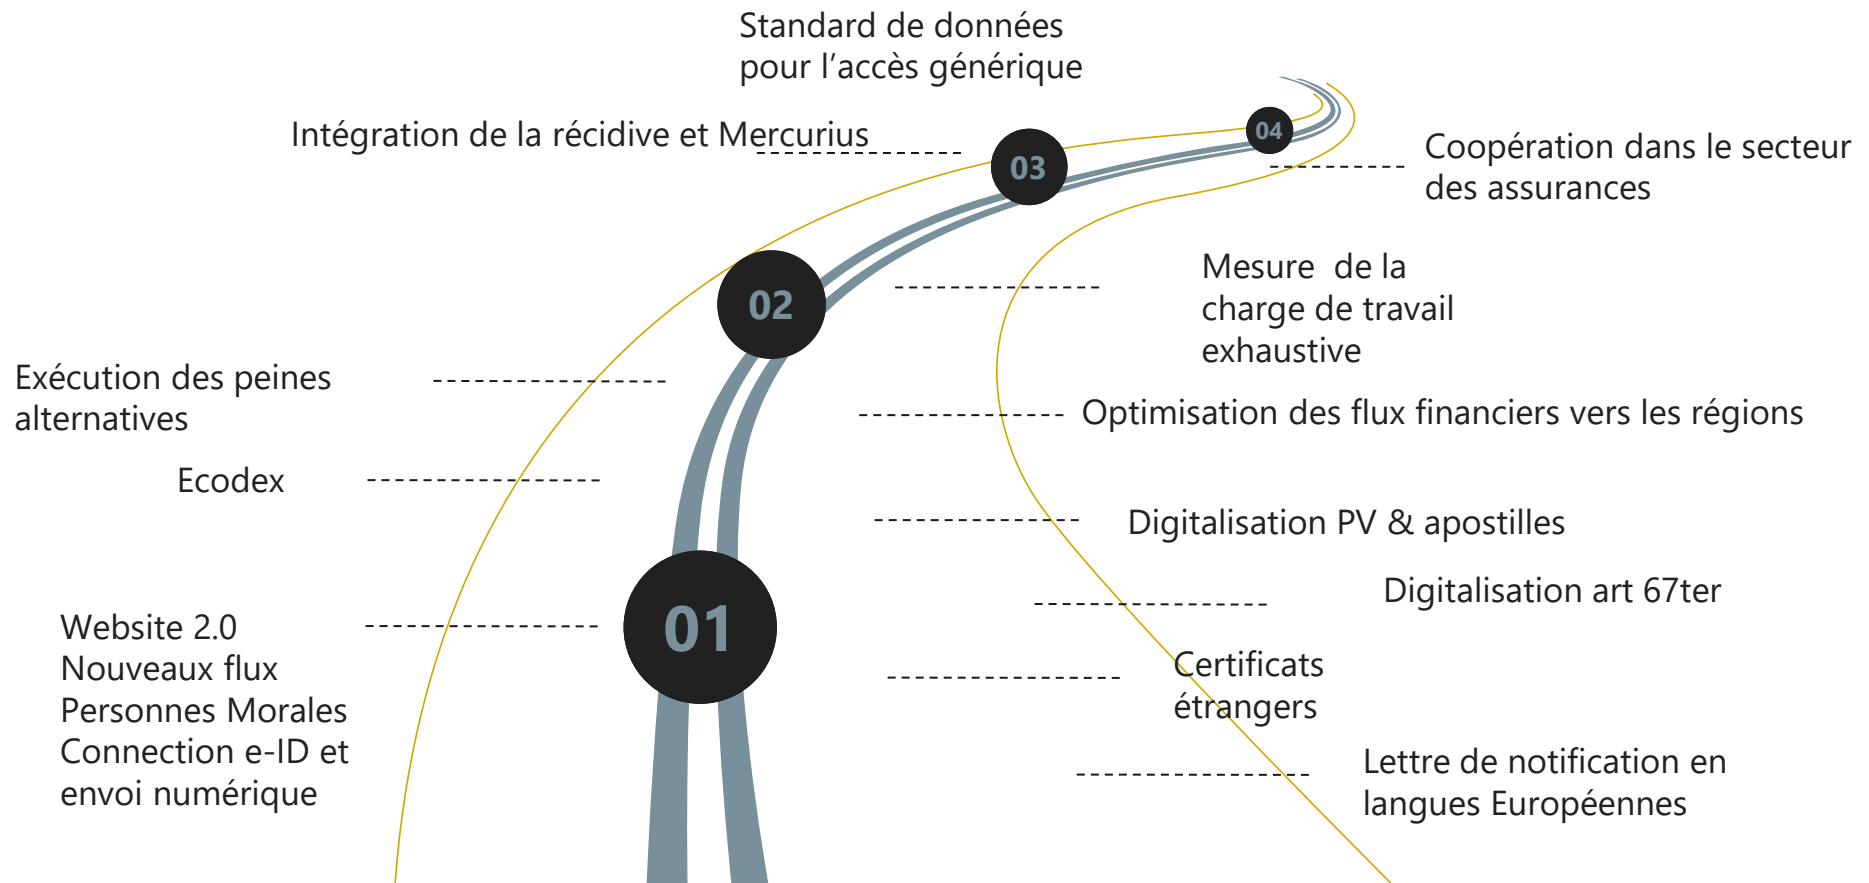 Standard de données
pour l’accès générique
Intégration de la récidive et Mercurius
04
03
Coopération dans le secteur
des assurances
02
Mesure  de la
charge de travail
exhaustive
Exécution des peines
alternatives
Optimisation des flux financiers vers les régions
Ecodex
Digitalisation PV & apostilles
Digitalisation art 67ter
01
Website 2.0
Nouveaux flux
Personnes Morales
Connection e-ID et
envoi numérique
Certificats
étrangers
Lettre de notification en
langues Européennes